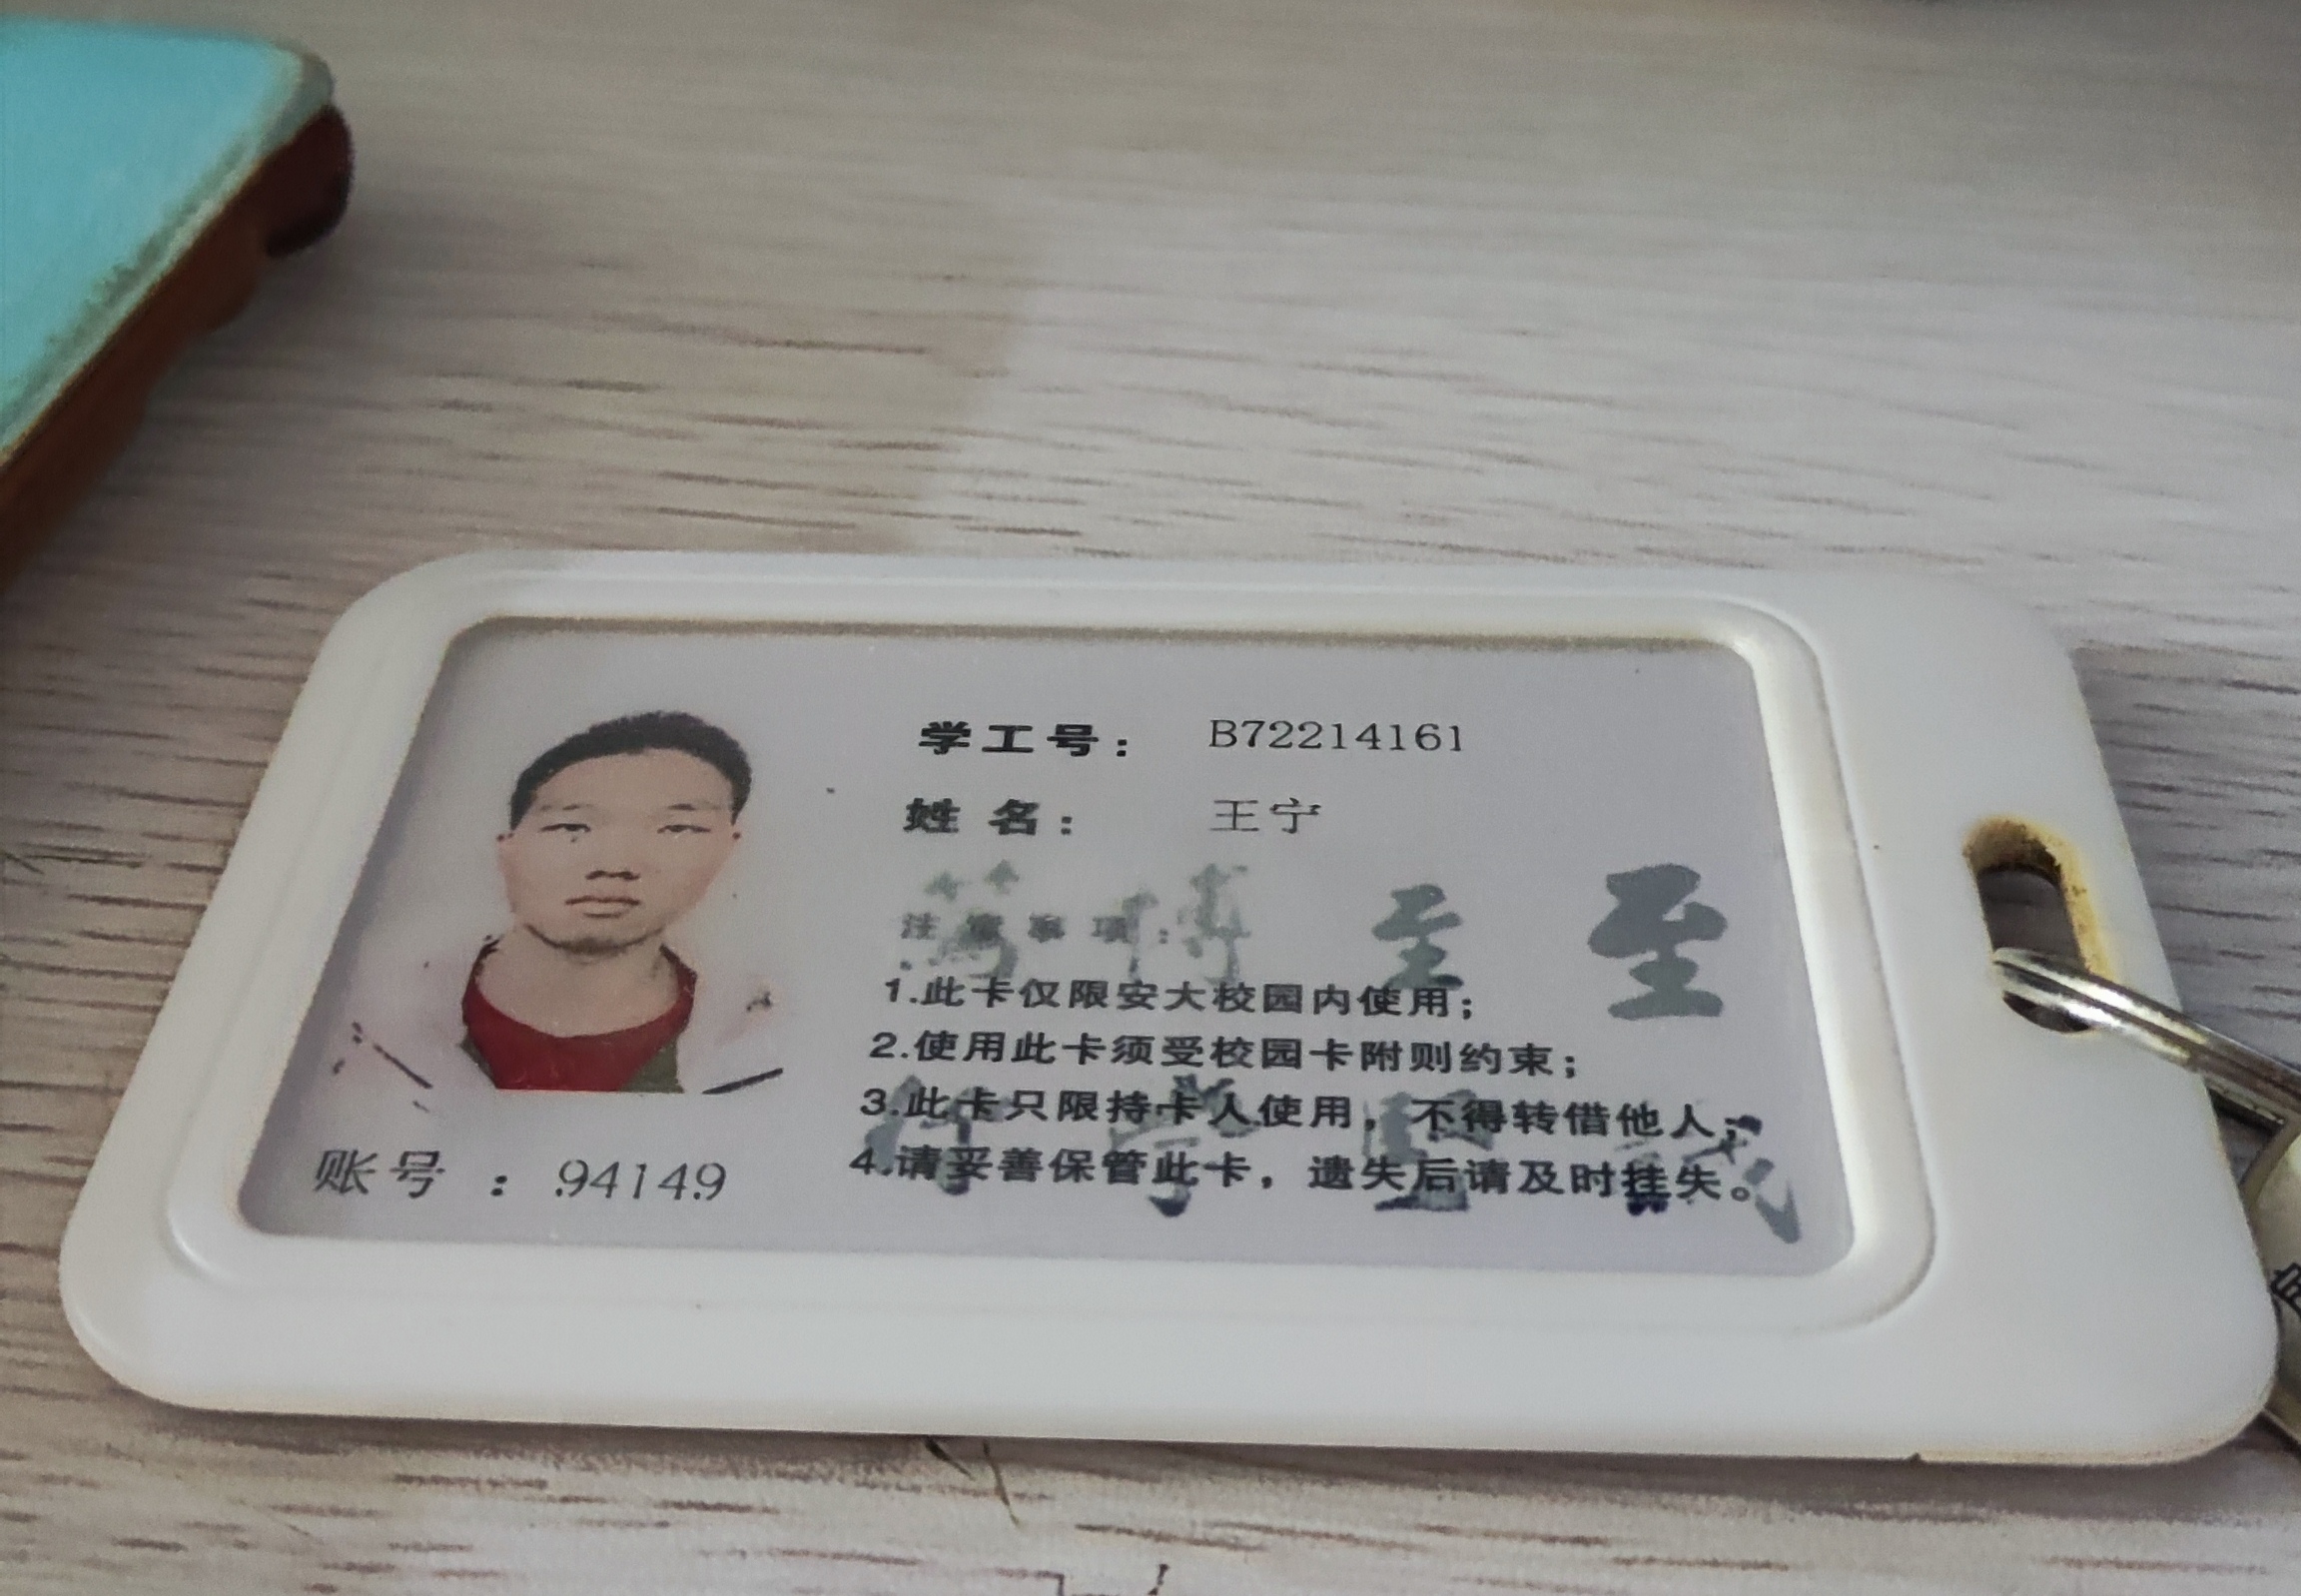 学工号： B72214161
姓 名： 王宁
注 意 事 项：
1.此卡仅限安大校园内使用；
2.使用此卡须受校园卡附则约束；
3.此卡只限持卡人使用，不得转借他人；
4.请妥善保管此卡，遗失后请及时挂失。
账号 ：94149
至